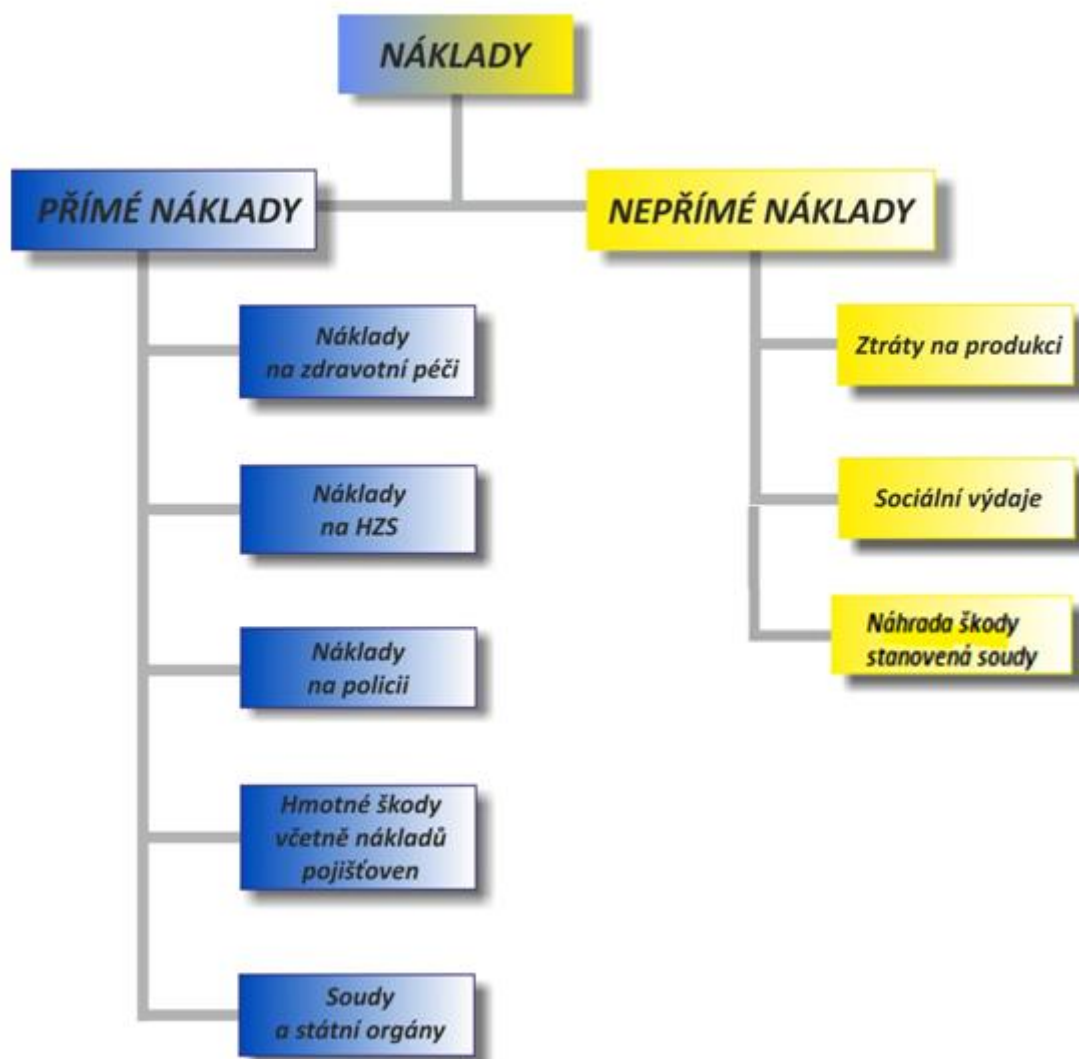 NÁKLADY
PŘÍMÉ NÁKLADY
Náklady
na zdravotní péči
Náklady
na HZS
Náklady
na policii
Hmotné škody
včetně nákladů
pojišťoven
Soudy
a státní orgány
NEPŘÍMÉ NÁKLADY
Ztráty na produkci
Sociální výdaje
Náhrada škody
stanovená soudy